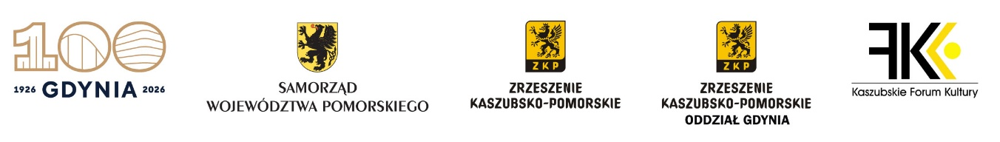 100
1926 GDYNIA 2026
SAMORZĄD
WOJEWÓDZTWA POMORSKIEGO
ZKP
ZRZESZENIE
KASZUBSKO-POMORSKIE
ZKP
ZRZESZENIE
KASZUBSKO-POMORSKIE
ODDZIAŁ GDYNIA
FKK
Kaszubskie Forum Kultury